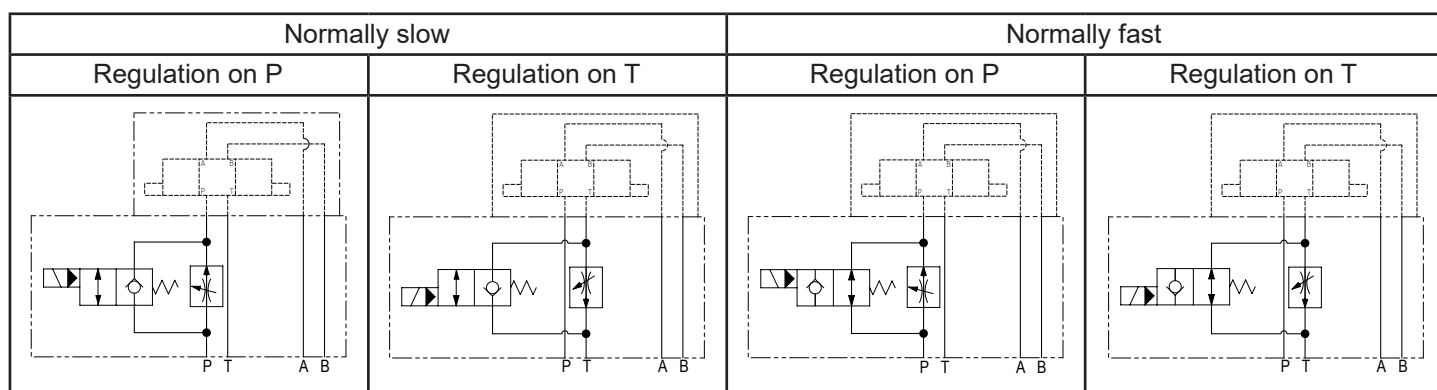 Normally slow Normally fast
Regulation on P Regulation on T Regulation on P Regulation on T
A B A B A B A B
P T P T P T P T
P T A B P T A B P T A B P T A B